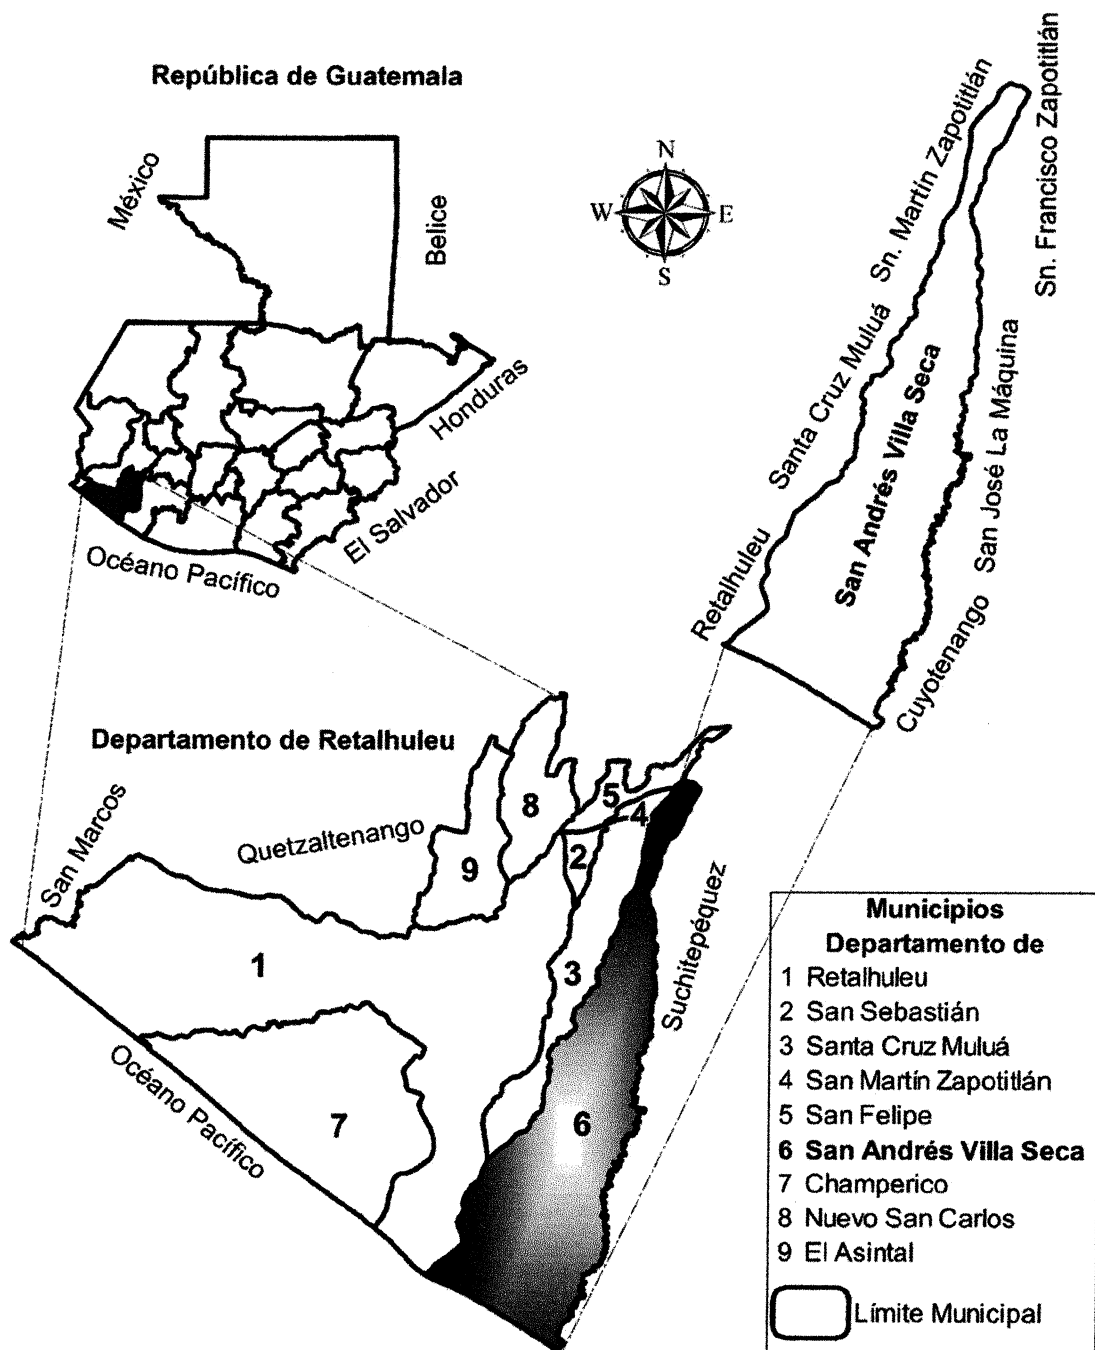 República de Guatemala
México
Belice
Honduras
El Salvador
Océano Pacífico
N
W
E
S
Sn. Martín Zapotitlán
Sn. Francisco Zapotitlán
Santa Cruz Muluá
San Andrés Villa Seca
San José La Máquina
Retalhuleu
Cuyotenango
Departamento de Retalhuleu
San Marcos
Quetzaltenango
Suchitepéquez
Océano Pacífico
8
5
4
9
2
1
3
7
6
Municipios
Departamento de
1 Retalhuleu
2 San Sebastián
3 Santa Cruz Muluá
4 San Martín Zapotitlán
5 San Felipe
6 San Andrés Villa Seca
7 Champerico
8 Nuevo San Carlos
9 El Asintal
Límite Municipal